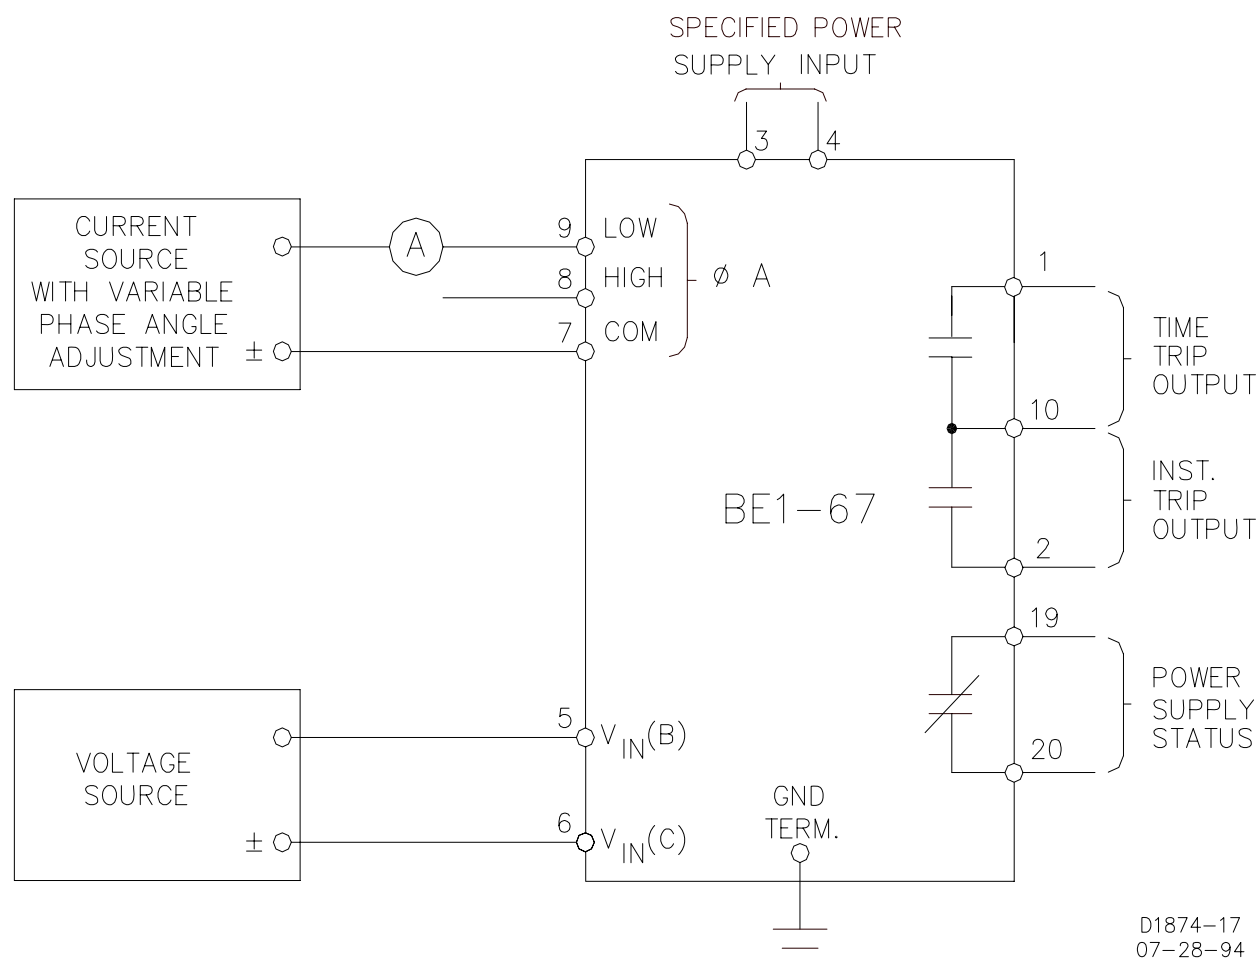 SPECIFIED POWER
SUPPLY INPUT
3 4
CURRENT
SOURCE
WITH VARIABLE
PHASE ANGLE
ADJUSTMENT ±
A
9 LOW
8 HIGH
7 COM
ø A
1
TIME
TRIP
OUTPUT
10
BE1-67
INST.
TRIP
OUTPUT
2
19
POWER
SUPPLY
STATUS
20
VOLTAGE
SOURCE
±
5 VIN(B)
6 VIN(C)
GND
TERM.
D1874-17
07-28-94